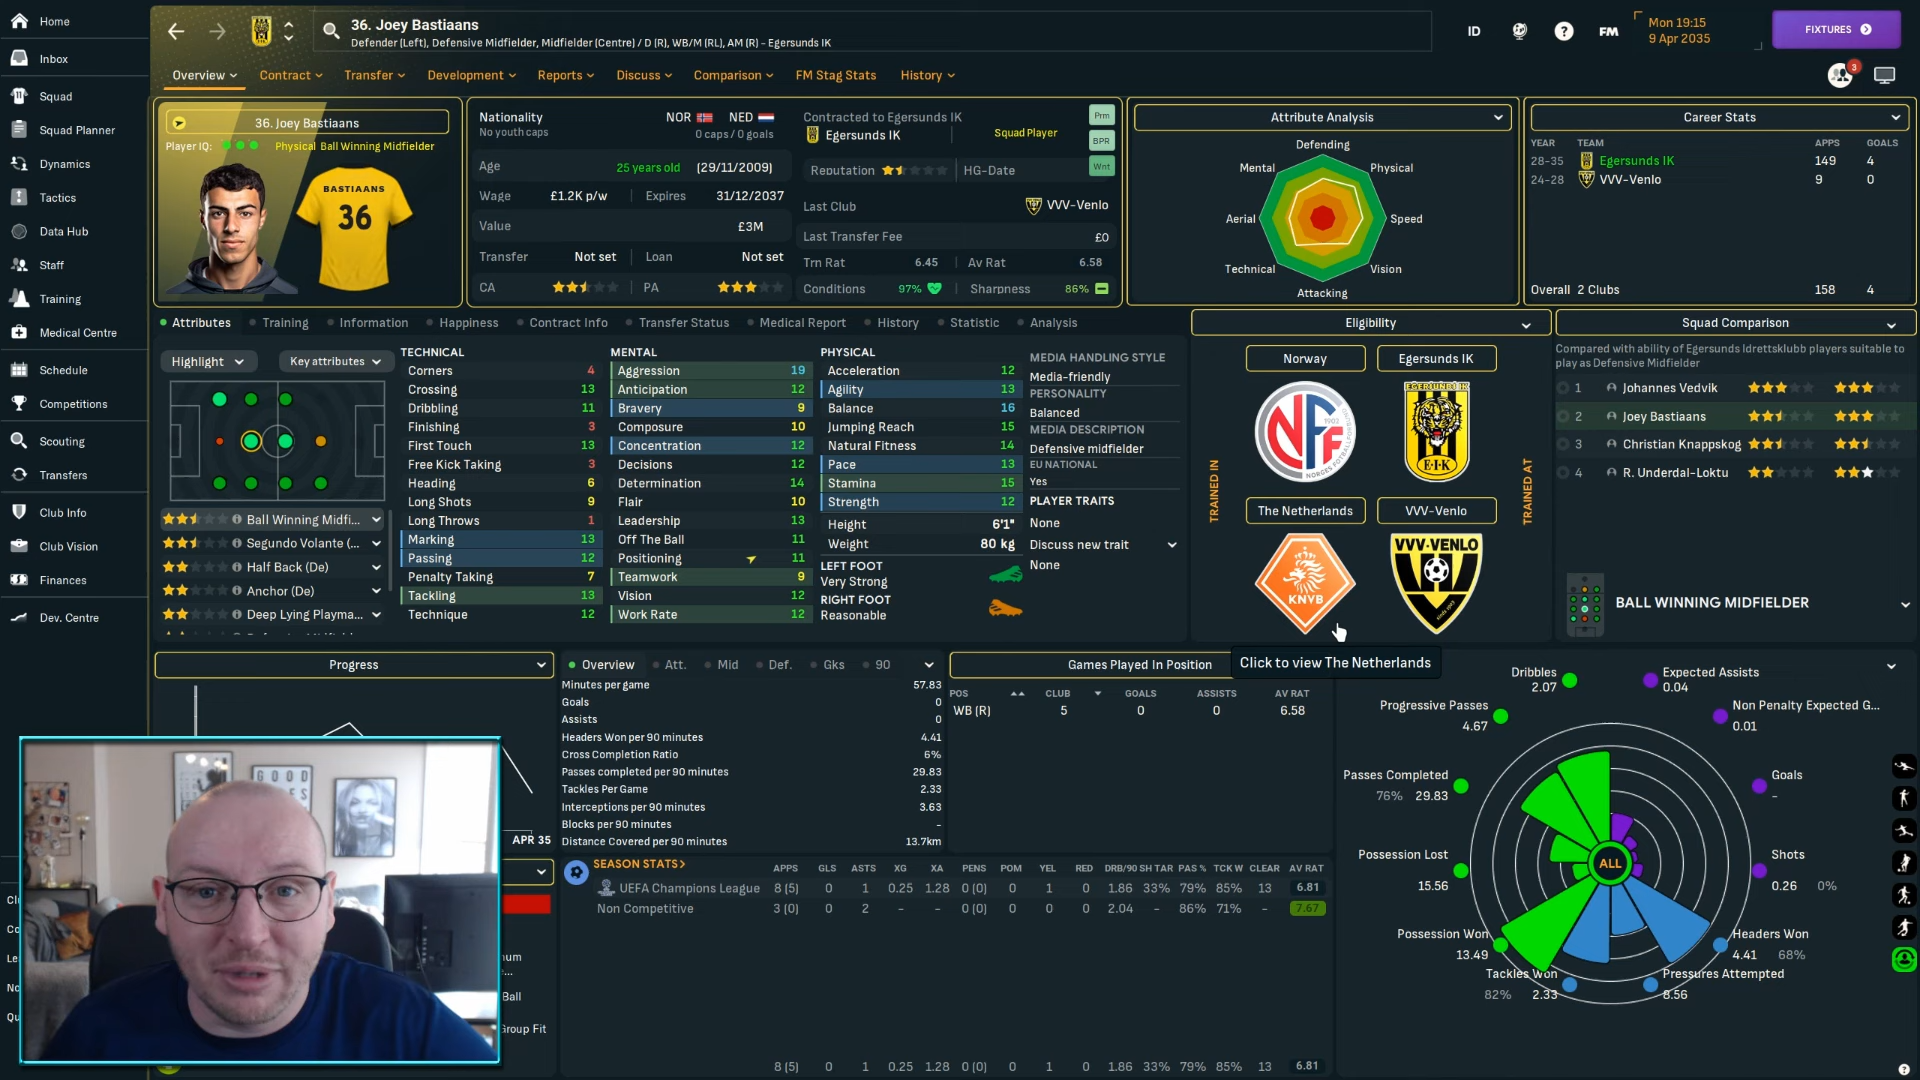 Home
Inbox
Squad
Squad Planner
Dynamics
Tactics
Data Hub
Staff
Training
Medical Centre
Schedule
Competitions
Scouting
Transfers
Club Info
Club Vision
Finances
Dev. Centre
36. Joey Bastiaans
Defender (Left), Defensive Midfielder, Midfielder (Centre) / D (R), WB/M (RL), AM (R) - Egersunds IK
ID
?
FM
Mon 19:15
9 Apr 2035
FIXTURES
Overview Contract Transfer Development Reports Discuss Comparison FM Stag Stats History
3
36. Joey Bastiaans
Player IQ: Physical Ball Winning Midfielder
BASTIAANS
36
Nationality NOR NED
No youth caps 0 caps / 0 goals
Age 25 years old (29/11/2009)
Wage £1.2K p/w Expires 31/12/2037
Value £3M
Transfer Not set Loan Not set
CA PA
Contracted to Egersunds IK
Egersunds IK Squad Player
Prm
BPR
Wnt
Reputation HG-Date
Last Club VVV-Venlo
Last Transfer Fee £0
Trn Rat 6.45 Av Rat 6.58
Conditions 97% Sharpness 86%
Attribute Analysis
Defending
Mental Physical
Aerial Speed
Technical Vision
Attacking
Career Stats
YEAR TEAM APPS GOALS
28-35 Egersunds IK 149 4
24-28 VVV-Venlo 9 0
Overall 2 Clubs 158 4
Attributes Training Information Happiness Contract Info Transfer Status Medical Report History Statistic Analysis
Highlight Key attributes
Ball Winning Midfi...
Segundo Volante (...
Half Back (De)
Anchor (De)
Deep Lying Playma...
TECHNICAL
Corners 4
Crossing 13
Dribbling 11
Finishing 3
First Touch 13
Free Kick Taking 3
Heading 6
Long Shots 9
Long Throws 1
Marking 13
Passing 12
Penalty Taking 7
Tackling 13
Technique 12
MENTAL
Aggression 19
Anticipation 12
Bravery 9
Composure 10
Concentration 12
Decisions 12
Determination 14
Flair 10
Leadership 13
Off The Ball 11
Positioning 11
Teamwork 9
Vision 12
Work Rate 12
PHYSICAL
Acceleration 12
Agility 13
Balance 16
Jumping Reach 15
Natural Fitness 14
Pace 13
Stamina 15
Strength 12
Height 6'1"
Weight 80 kg
LEFT FOOT
Very Strong
RIGHT FOOT
Reasonable
MEDIA HANDLING STYLE
Media-friendly
PERSONALITY
Balanced
MEDIA DESCRIPTION
Defensive midfielder
EU NATIONAL
Yes
PLAYER TRAITS
None
Discuss new trait
None
Eligibility
TRAINED IN
Norway Egersunds IK
NFF
1902
NORGES FOTBALLFORBUND
EGERSUNDS IK
E·I·K
The Netherlands VVV-Venlo
KNVB
VVV-VENLO
TRAINED AT
Click to view The Netherlands
Squad Comparison
Compared with ability of Egersunds Idrettsklubb players suitable to
play as Defensive Midfielder
1 Johannes Vedvik
2 Joey Bastiaans
3 Christian Knappskog
4 R. Underdal-Loktu
BALL WINNING MIDFIELDER
Progress
APR 35
Overview Att. Mid Def. Gks 90
Minutes per game 57.83
Goals 0
Assists 0
Headers Won per 90 minutes 4.41
Cross Completion Ratio 6%
Passes completed per 90 minutes 29.83
Tackles Per Game 2.33
Interceptions per 90 minutes 3.63
Blocks per 90 minutes -
Distance Covered per 90 minutes 13.7km
Games Played In Position
POS CLUB GOALS ASSISTS AV RAT
WB (R) 5 0 0 6.58
SEASON STATS>
APPS GLS ASTS XG XA PENS POM YEL RED DRB/90 SH TAR PAS % TCK W CLEAR AV RAT
UEFA Champions League 8 (5) 0 1 0.25 1.28 0 (0) 0 1 0 1.86 33% 79% 85% 13 6.81
Non Competitive 3 (0) 0 2 - - 0 (0) 0 0 0 2.04 - 86% 71% - 7.67
8 (5) 0 1 0.25 1.28 0 (0) 0 1 0 1.86 33% 79% 85% 13 6.81
Dribbles
2.07
Expected Assists
0.04
Progressive Passes
4.67
Non Penalty Expected G...
0.01
Passes Completed
76% 29.83
Goals
-
Possession Lost
15.56
ALL
Shots
0.26 0%
Possession Won
13.49
Headers Won
4.41 68%
Tackles Won
82% 2.33
Pressures Attempted
8.56
GOOD
Ball
Group Fit
?